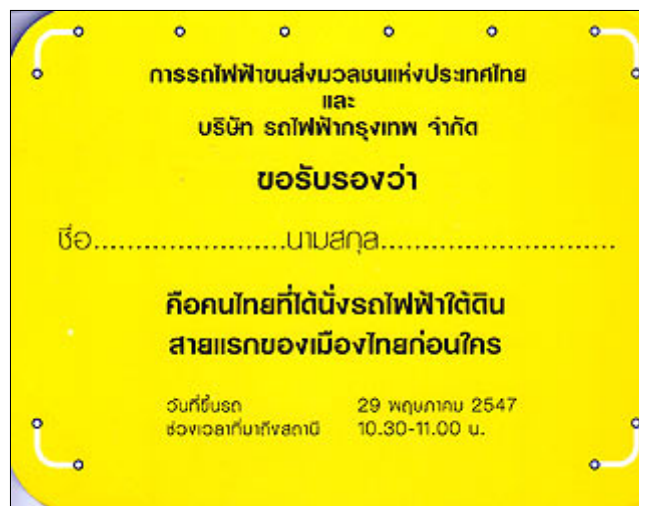 การรถไฟฟ้าขนส่งมวลชนแห่งประเทศไทย
และ
บริษัท รถไฟฟ้ากรุงเทพ จำกัด
ขอรับรองว่า
ชื่อ.......................นามสกุล............................
คือคนไทยที่ได้นั่งรถไฟฟ้าใต้ดิน
สายแรกของเมืองไทยก่อนใคร
วันที่ขึ้นรถ 29 พฤษภาคม 2547
ช่วงเวลาที่มาถึงสถานี 10.30-11.00 น.